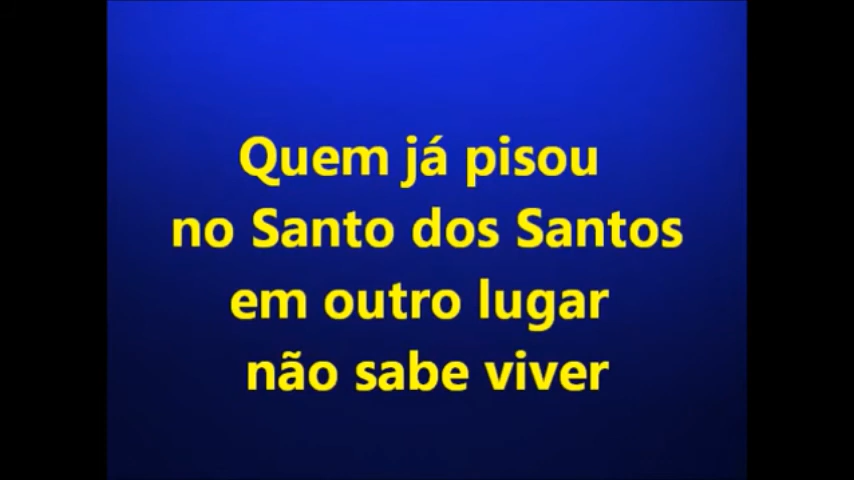 Quem já pisou
no Santo dos Santos
em outro lugar
não sabe viver